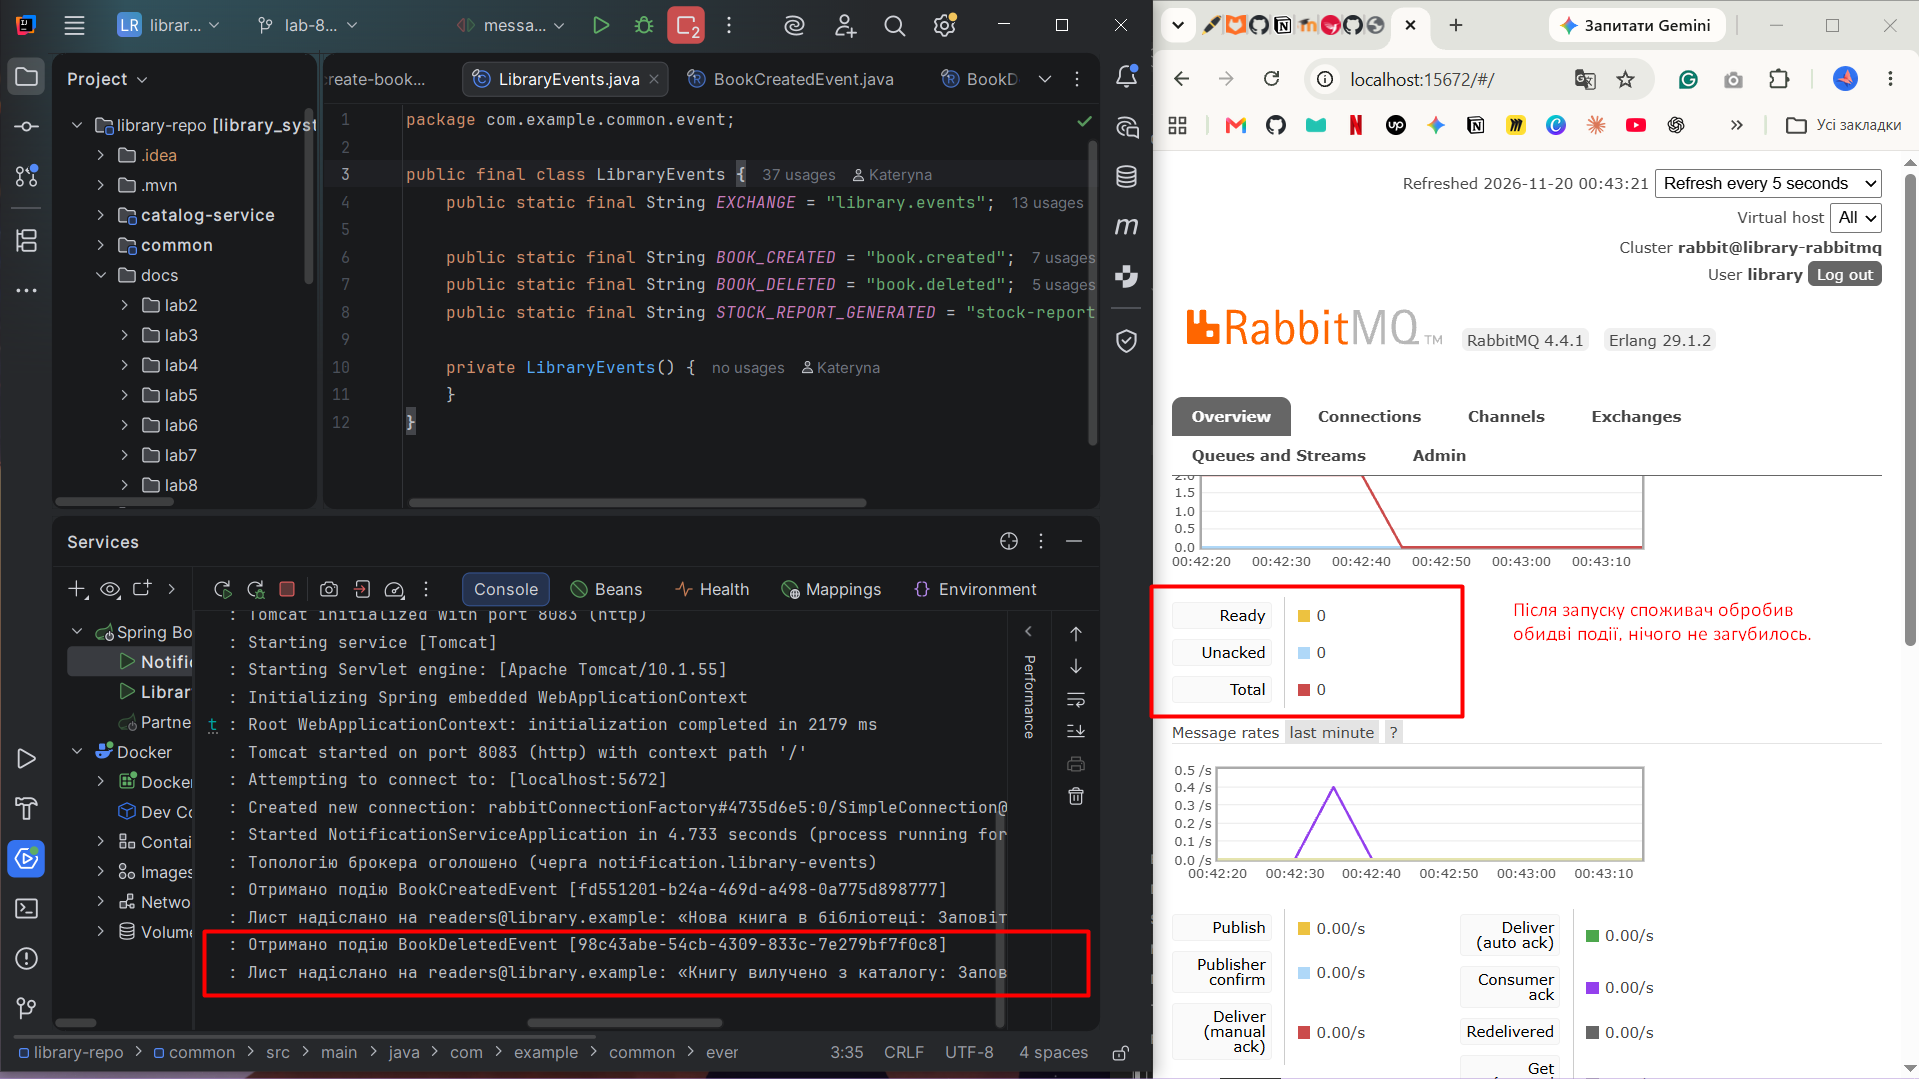 LR librar...
lab-8...
messa...
2
Project
library-repo [library_syst
.idea
.mvn
catalog-service
common
docs
lab2
lab3
lab4
lab5
lab6
lab7
lab8
create-book...
LibraryEvents.java
BookCreatedEvent.java
BookD
1 package com.example.common.event;
2
3 public final class LibraryEvents { 37 usages Kateryna
4 public static final String EXCHANGE = "library.events"; 13 usages
5
6 public static final String BOOK_CREATED = "book.created"; 7 usages
7 public static final String BOOK_DELETED = "book.deleted"; 5 usages
8 public static final String STOCK_REPORT_GENERATED = "stock-report
9
10 private LibraryEvents() { no usages Kateryna
11 }
12 }
Services
Console
Beans
Health
Mappings
Environment
Spring Bo
Notifi
Librar
Partne
Docker
Docker
Dev Co
Contai
Images
Netwo
Volume
: Tomcat initialized with port 8083 (http)
: Starting service [Tomcat]
: Starting Servlet engine: [Apache Tomcat/10.1.55]
: Initializing Spring embedded WebApplicationContext
t : Root WebApplicationContext: initialization completed in 2179 ms
: Tomcat started on port 8083 (http) with context path '/'
: Attempting to connect to: [localhost:5672]
: Created new connection: rabbitConnectionFactory#4735d6e5:0/SimpleConnection@
: Started NotificationServiceApplication in 4.733 seconds (process running for
: Топологію брокера оголошено (черга notification.library-events)
: Отримано подію BookCreatedEvent [fd551201-b24a-469d-a498-0a775d898777]
: Лист надіслано на readers@library.example: «Нова книга в бібліотеці: Заповіт
: Отримано подію BookDeletedEvent [98c43abe-54cb-4309-833c-7e279bf7f0c8]
: Лист надіслано на readers@library.example: «Книгу вилучено з каталогу: Запов
Performance
library-repo > common > src > main > java > com > example > common > ever
3:35 CRLF UTF-8 4 spaces
Запитати Gemini
localhost:15672/#/
Усі закладки
Refreshed 2026-11-20 00:43:21 Refresh every 5 seconds
Virtual host All
Cluster rabbit@library-rabbitmq
User library Log out
RabbitMQ TM
RabbitMQ 4.4.1
Erlang 29.1.2
Overview
Connections
Channels
Exchanges
Queues and Streams
Admin
2.0
1.5
1.0
0.5
0.0
00:42:20 00:42:30 00:42:40 00:42:50 00:43:00 00:43:10
Ready 0
Unacked 0
Total 0
Після запуску споживач обробив
обидві події, нічого не загубилось.
Message rates last minute ?
0.5 /s
0.4 /s
0.3 /s
0.2 /s
0.1 /s
0.0 /s
00:42:20 00:42:30 00:42:40 00:42:50 00:43:00 00:43:10
Publish 0.00/s
Publisher
confirm 0.00/s
Deliver
(manual
ack) 0.00/s
Deliver
(auto ack) 0.00/s
Consumer
ack 0.00/s
Redelivered 0.00/s
Get